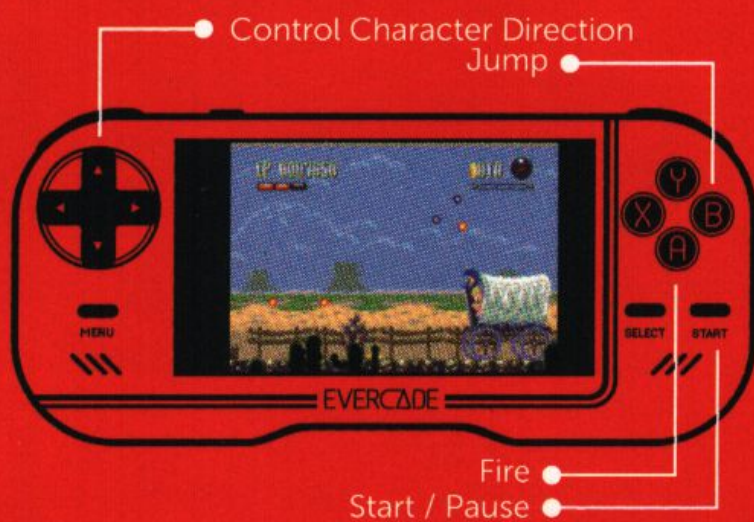 Control Character Direction
Jump
Y
X
B
A
MENU
SELECT
START
EVERCADE
Fire
Start / Pause